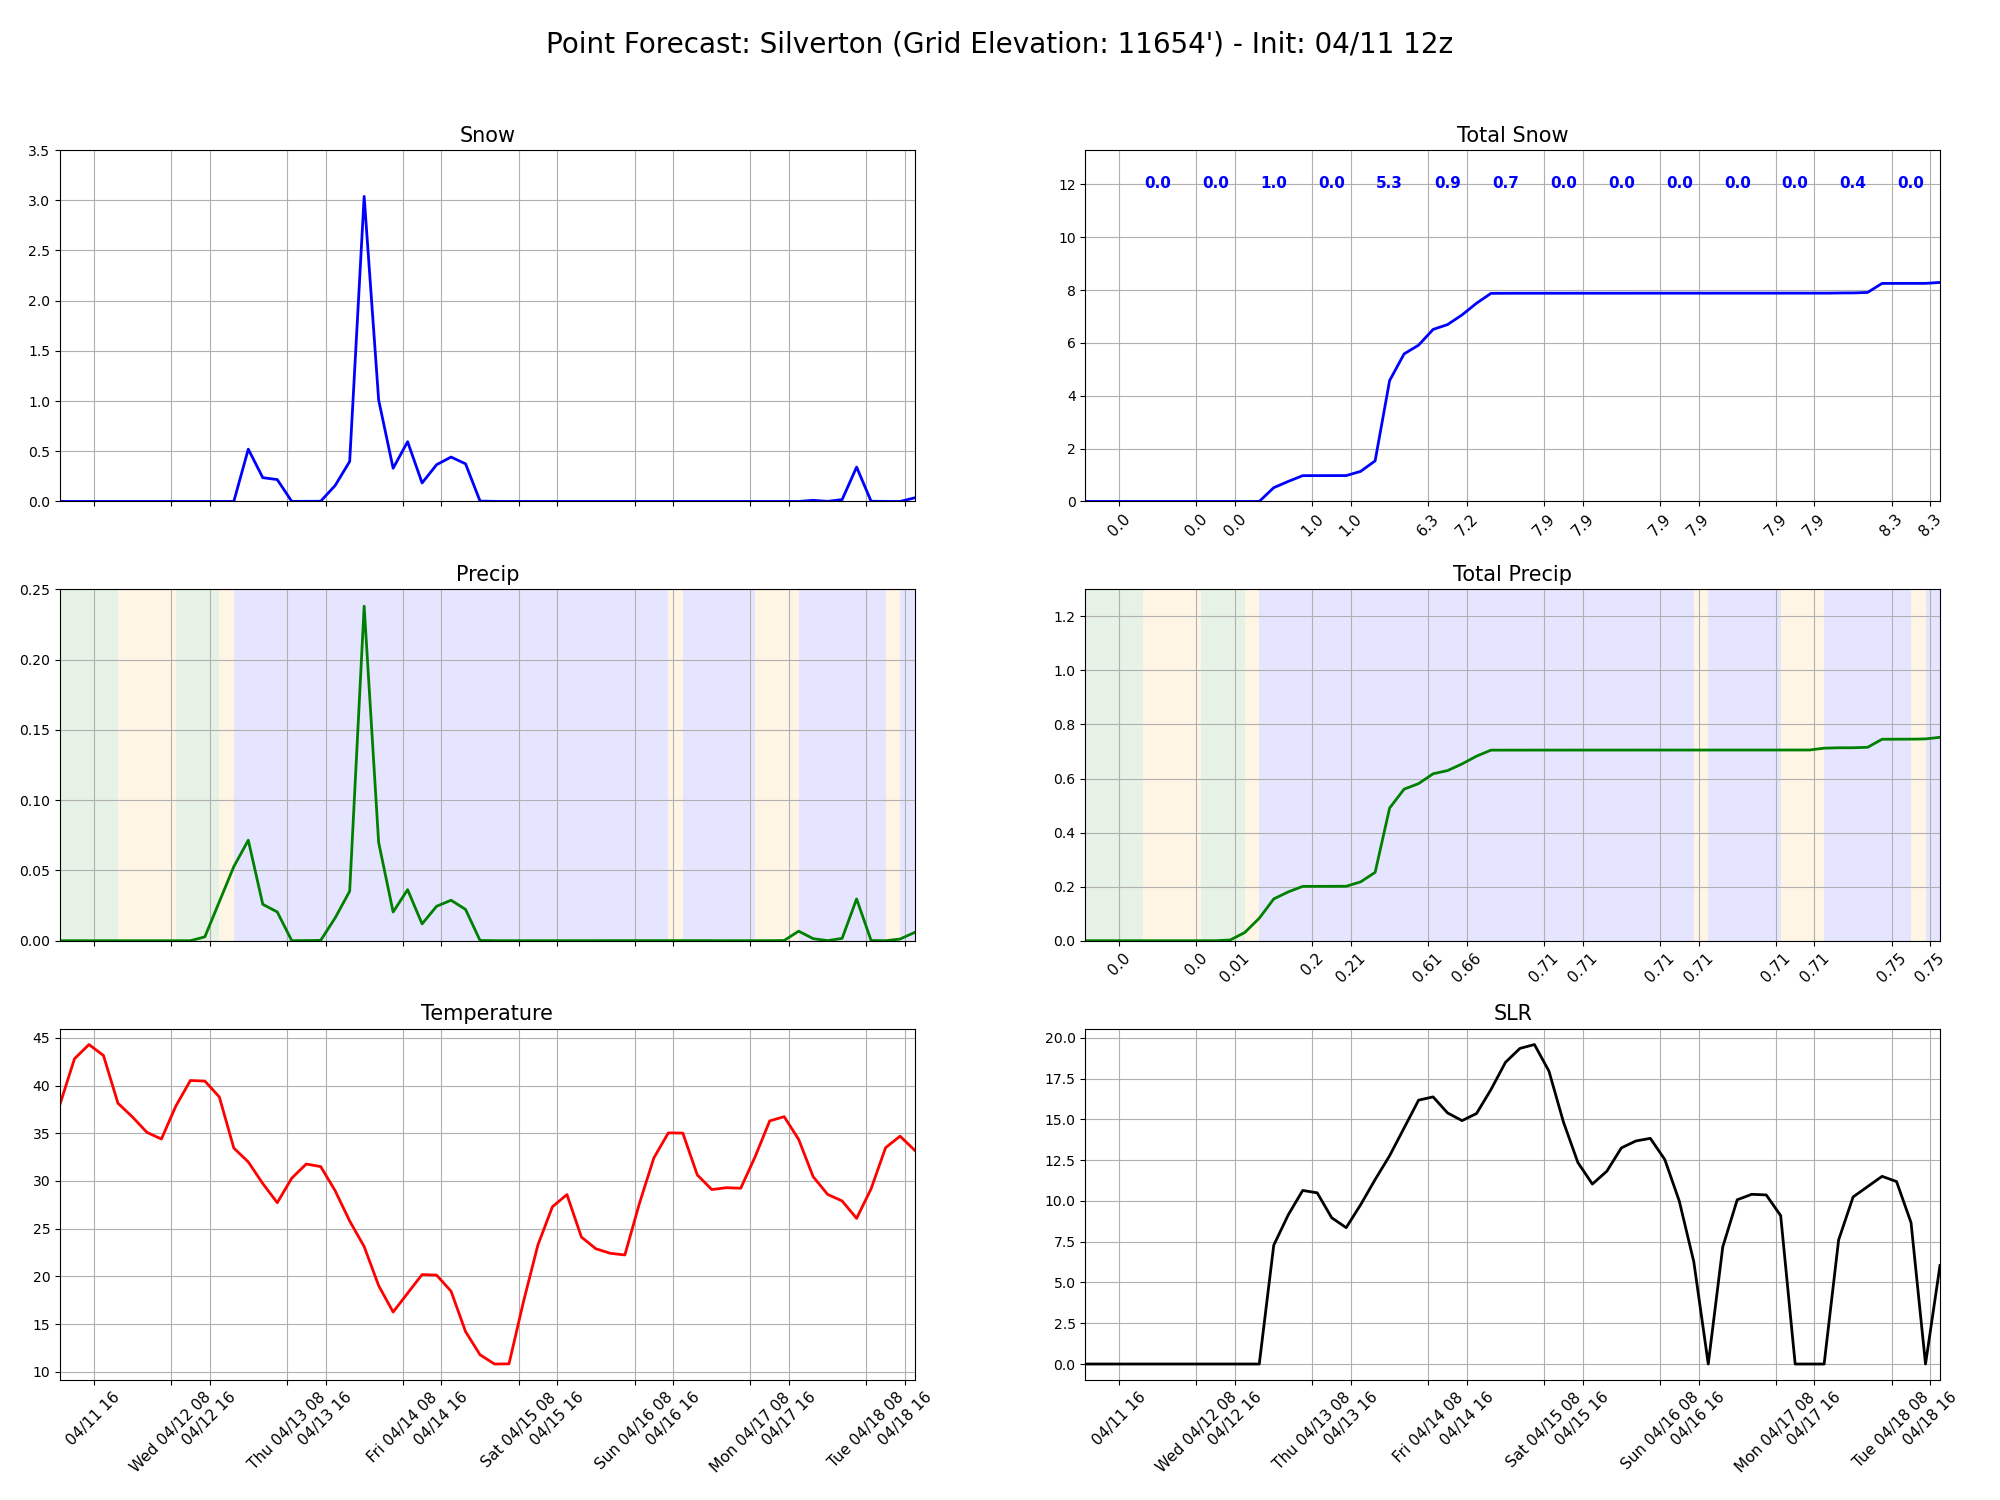 Point Forecast: Silverton (Grid Elevation: 11654') - Init: 04/11 12z
Snow
3.5
3.0
2.5
2.0
1.5
1.0
0.5
0.0
Total Snow
12
10
8
6
4
2
0
0.0 0.0 1.0 0.0 5.3 0.9 0.7 0.0 0.0 0.0 0.0 0.0 0.4 0.0
0.0 0.0 0.0 1.0 1.0 6.3 7.2 7.9 7.9 7.9 7.9 7.9 7.9 8.3 8.3
Precip
0.25
0.20
0.15
0.10
0.05
0.00
Total Precip
1.2
1.0
0.8
0.6
0.4
0.2
0.0
0.0 0.0 0.01 0.2 0.21 0.61 0.66 0.71 0.71 0.71 0.71 0.71 0.71 0.75 0.75
Temperature
45
40
35
30
25
20
15
10
04/11 16
Wed 04/12 08
04/12 16
Thu 04/13 08
04/13 16
Fri 04/14 08
04/14 16
Sat 04/15 08
04/15 16
Sun 04/16 08
04/16 16
Mon 04/17 08
04/17 16
Tue 04/18 08
04/18 16
SLR
20.0
17.5
15.0
12.5
10.0
7.5
5.0
2.5
0.0
04/11 16
Wed 04/12 08
04/12 16
Thu 04/13 08
04/13 16
Fri 04/14 08
04/14 16
Sat 04/15 08
04/15 16
Sun 04/16 08
04/16 16
Mon 04/17 08
04/17 16
Tue 04/18 08
04/18 16